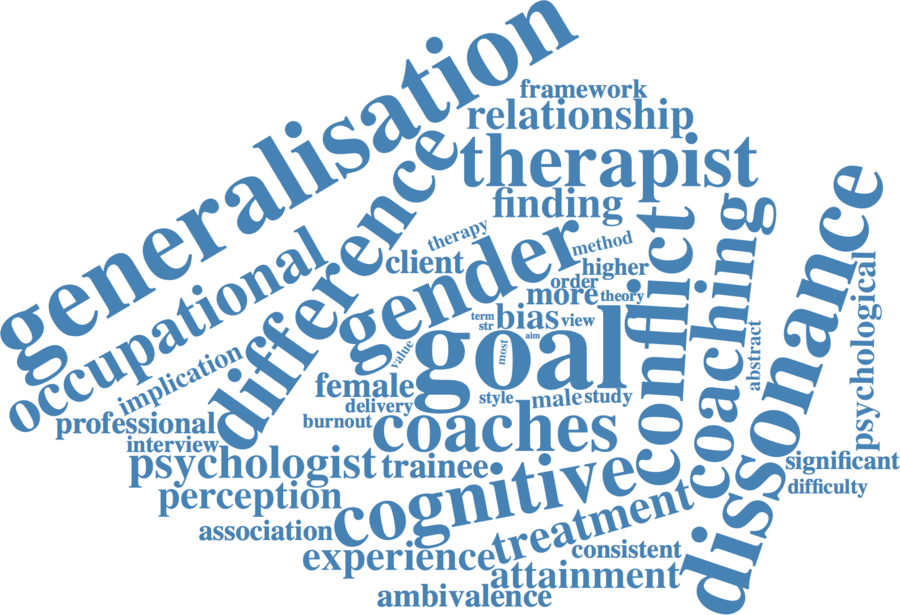 generalisation
framework
relationship
therapist
difference
finding
occupational
gender
therapy
method
client
conflict
coaching
dissonance
psychological
higher
order
more
theory
term
str
bias
view
aim
goal
most
value
abstract
implication
female
delivery
style
male
study
burnout
professional
interview
coaches
psychologist
trainee
cognitive
significant
difficulty
perception
association
treatment
experience
consistent
attainment
ambivalence